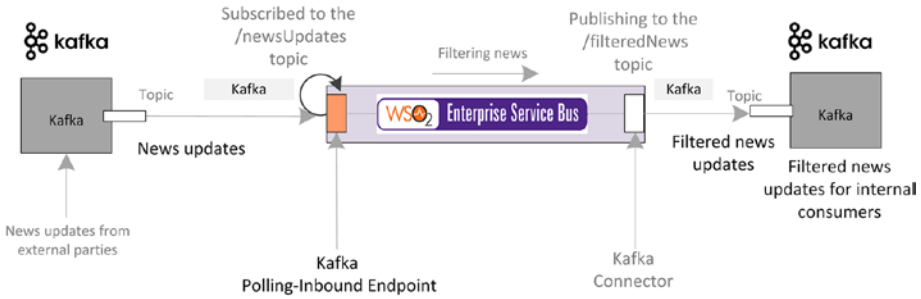 Subscribed to the
/newsUpdates
topic
Publishing to the
/filteredNews
topic
kafka
Filtering news
kafka
Topic
Kafka
Kafka
Topic
Kafka
WSO2 Enterprise Service Bus
Kafka
News updates
Filtered news
updates
Filtered news
updates for internal
consumers
News updates from
external parties
Kafka
Polling-Inbound Endpoint
Kafka
Connector